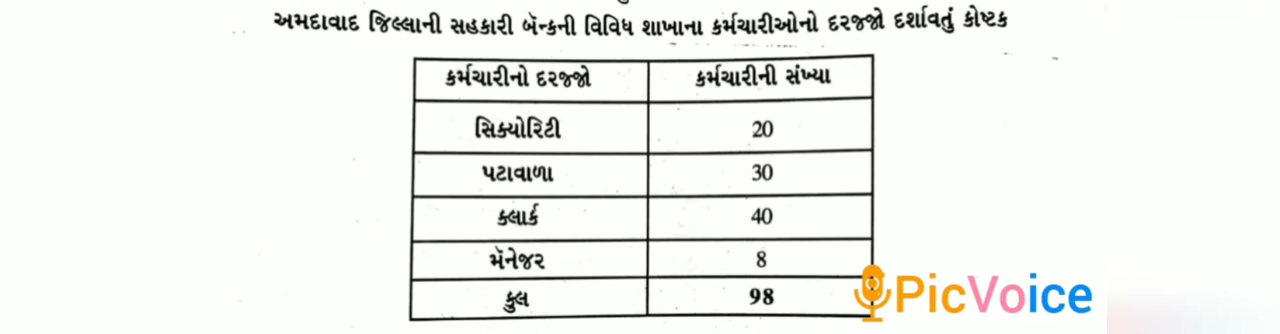 અમદાવાદ જિલ્લાની સહકારી બૅન્કની વિવિધ શાખાના કર્મચારીઓનો દરજ્જો દર્શાવતું કોષ્ટક
કર્મચારીનો દરજ્જો કર્મચારીની સંખ્યા
સિક્યોરિટી 20
પટાવાળા 30
ક્લાર્ક 40
મૅનેજર 8
કુલ 98
PicVoice